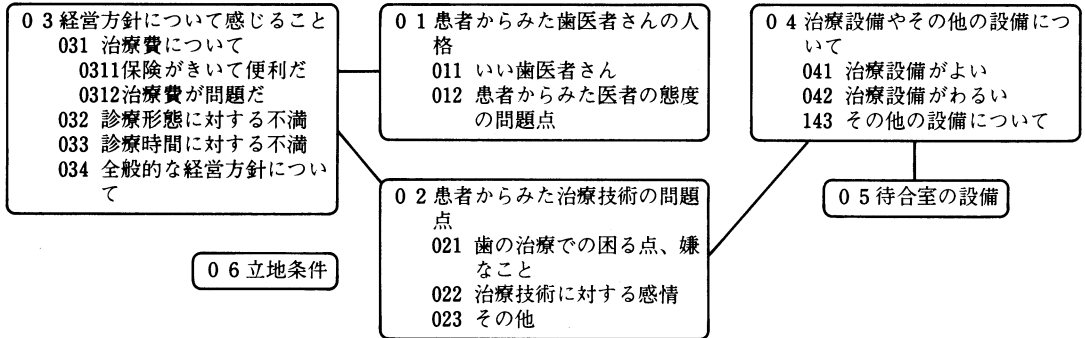 ０３経営方針について感じること
031 治療費について
0311保険がきいて便利だ
0312治療費が問題だ
032 診療形態に対する不満
033 診療時間に対する不満
034 全般的な経営方針につい
て
０１患者からみた歯医者さんの人
格
011 いい歯医者さん
012 患者からみた医者の態度
の問題点
０４治療設備やその他の設備につ
いて
041 治療設備がよい
042 治療設備がわるい
143 その他の設備について
０２患者からみた治療技術の問題
点
021 歯の治療での困る点、嫌
なこと
022 治療技術に対する感情
023 その他
０５待合室の設備
０６立地条件